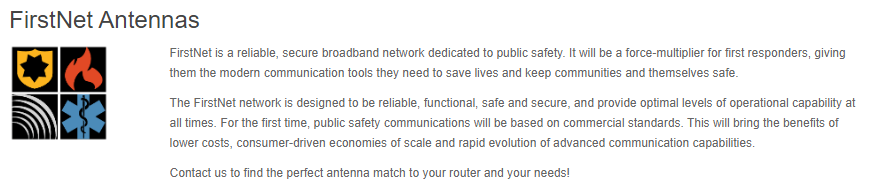 FirstNet Antennas
FirstNet is a reliable, secure broadband network dedicated to public safety. It will be a force-multiplier for first responders, giving
them the modern communication tools they need to save lives and keep communities and themselves safe.
The FirstNet network is designed to be reliable, functional, safe and secure, and provide optimal levels of operational capability at
all times. For the first time, public safety communications will be based on commercial standards. This will bring the benefits of
lower costs, consumer-driven economies of scale and rapid evolution of advanced communication capabilities.
Contact us to find the perfect antenna match to your router and your needs!